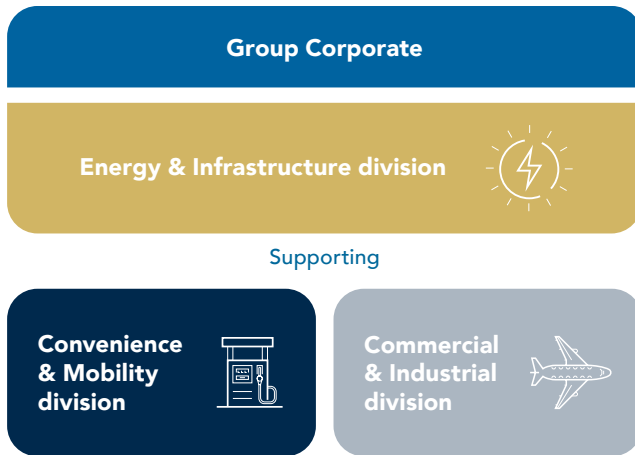 Group Corporate
Energy & Infrastructure division
Supporting
Convenience
& Mobility
division
Commercial
& Industrial
division